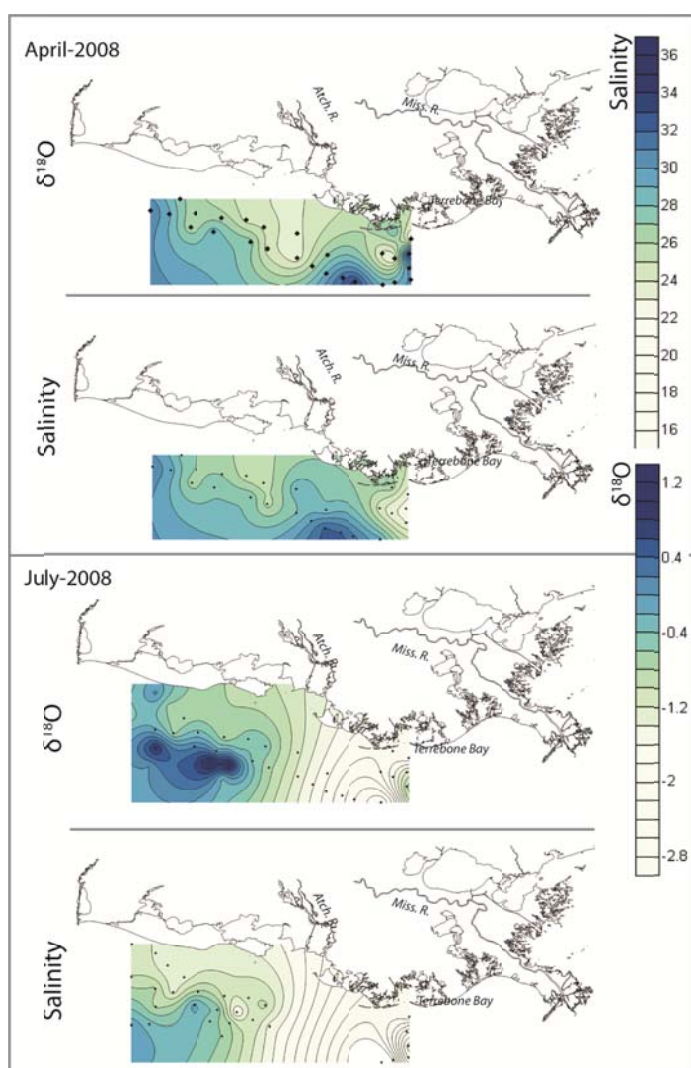 April-2008
Salinity
36
34
32
30
28
26
24
22
20
18
16
δ18O
Atch. R.
Miss. R.
Terrebone Bay
Salinity
Atch. R.
Miss. R.
Terrebone Bay
δ18O
1.2
0.4
-0.4
-1.2
-2
-2.8
July-2008
δ18O
Atch. R.
Miss. R.
Terrebone Bay
Salinity
Atch. R.
Miss. R.
Terrebone Bay